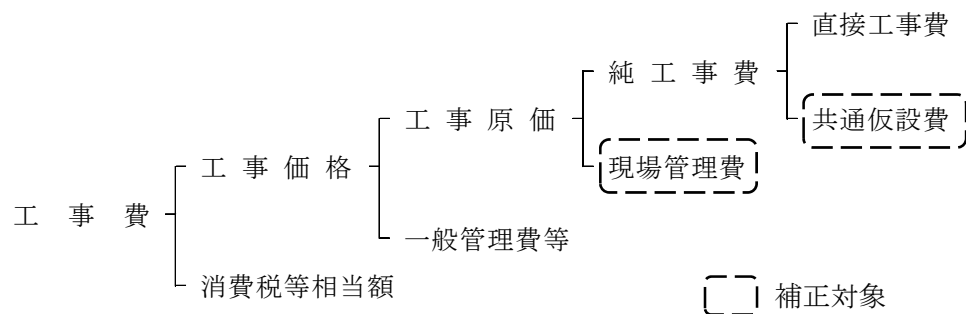 直接工事費
純工事費
共通仮設費
工事原価
現場管理費
工事価格
工事費
一般管理費等
消費税等相当額
補正対象